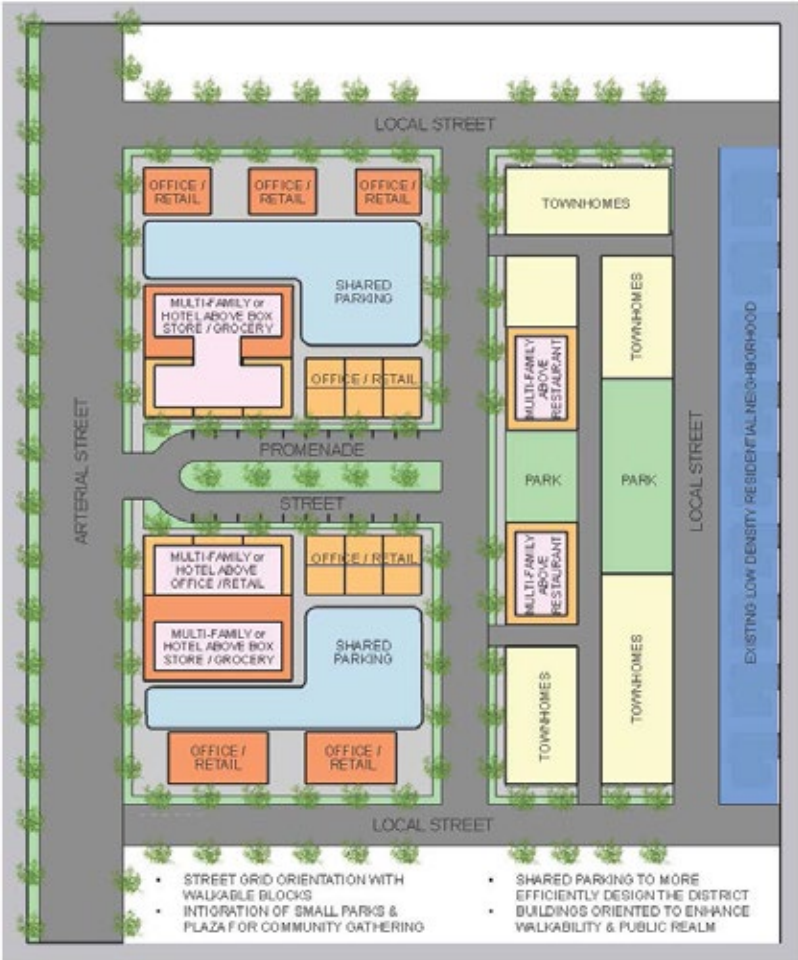 LOCAL STREET
OFFICE /
RETAIL
OFFICE /
RETAIL
OFFICE /
RETAIL
TOWNHOMES
SHARED
PARKING
MULTI-FAMILY or
HOTEL ABOVE BOX
STORE / GROCERY
OFFICE / RETAIL
TOWNHOMES
MULTI-FAMILY
ABOVE
RESTAURANT
PROMENADE
STREET
PARK
PARK
ARTERIAL STREET
LOCAL STREET
EXISTING LOW DENSITY RESIDENTIAL NEIGHBORHOOD
MULTI-FAMILY or
HOTEL ABOVE
OFFICE / RETAIL
OFFICE / RETAIL
MULTI-FAMILY
ABOVE
RESTAURANT
MULTI-FAMILY or
HOTEL ABOVE BOX
STORE / GROCERY
SHARED
PARKING
TOWNHOMES
TOWNHOMES
OFFICE /
RETAIL
OFFICE /
RETAIL
LOCAL STREET
• STREET GRID ORIENTATION WITH
WALKABLE BLOCKS
• INTIGRATION OF SMALL PARKS &
PLAZA FOR COMMUNITY GATHERING
• SHARED PARKING TO MORE
EFFICIENTLY DESIGN THE DISTRICT
• BUILDINGS ORIENTED TO ENHANCE
WALKABILITY & PUBLIC REALM